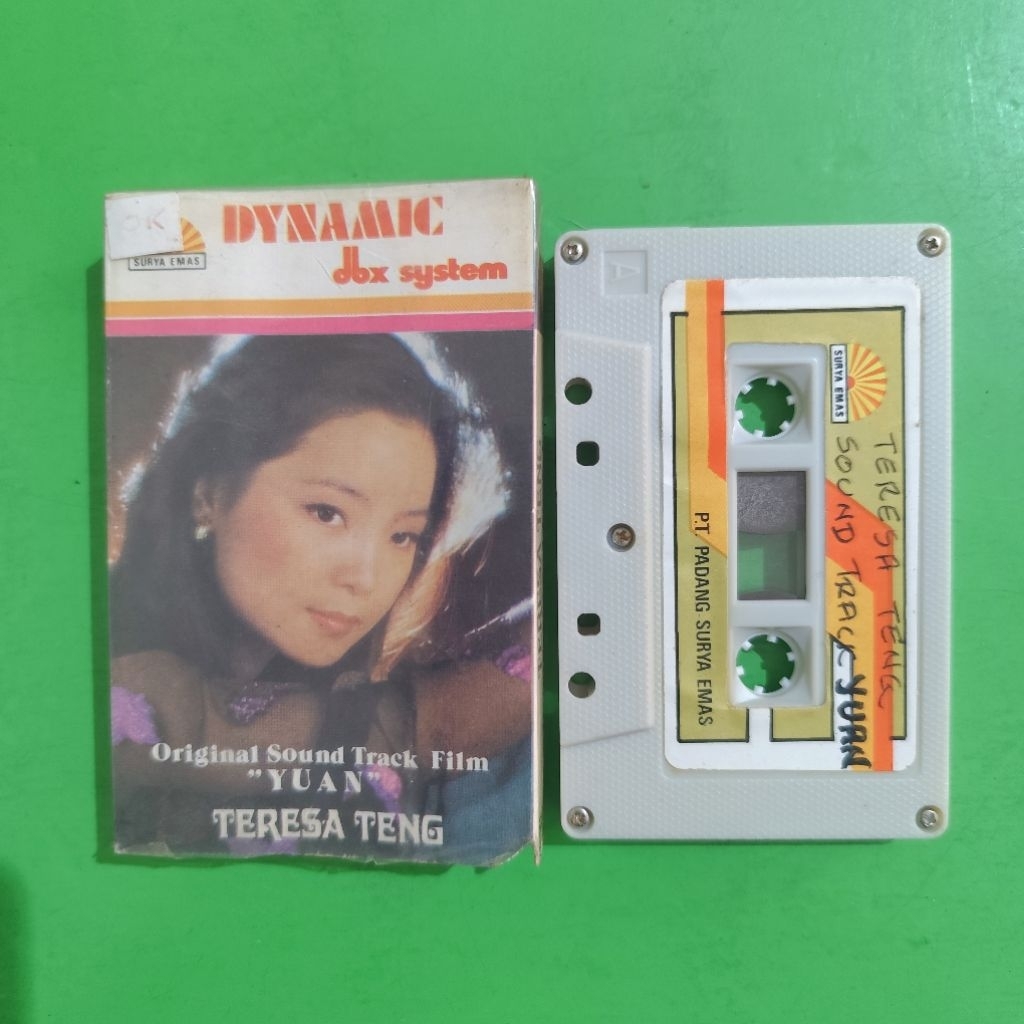 OK
SURYA EMAS
DYNAMIC
dbx system
Original Sound Track Film
"YUAN"
TERESA TENG
A
SURYA EMAS
TERESA TENG
SOUND TRACK YUAN
P.T. PADANG SURYA EMAS